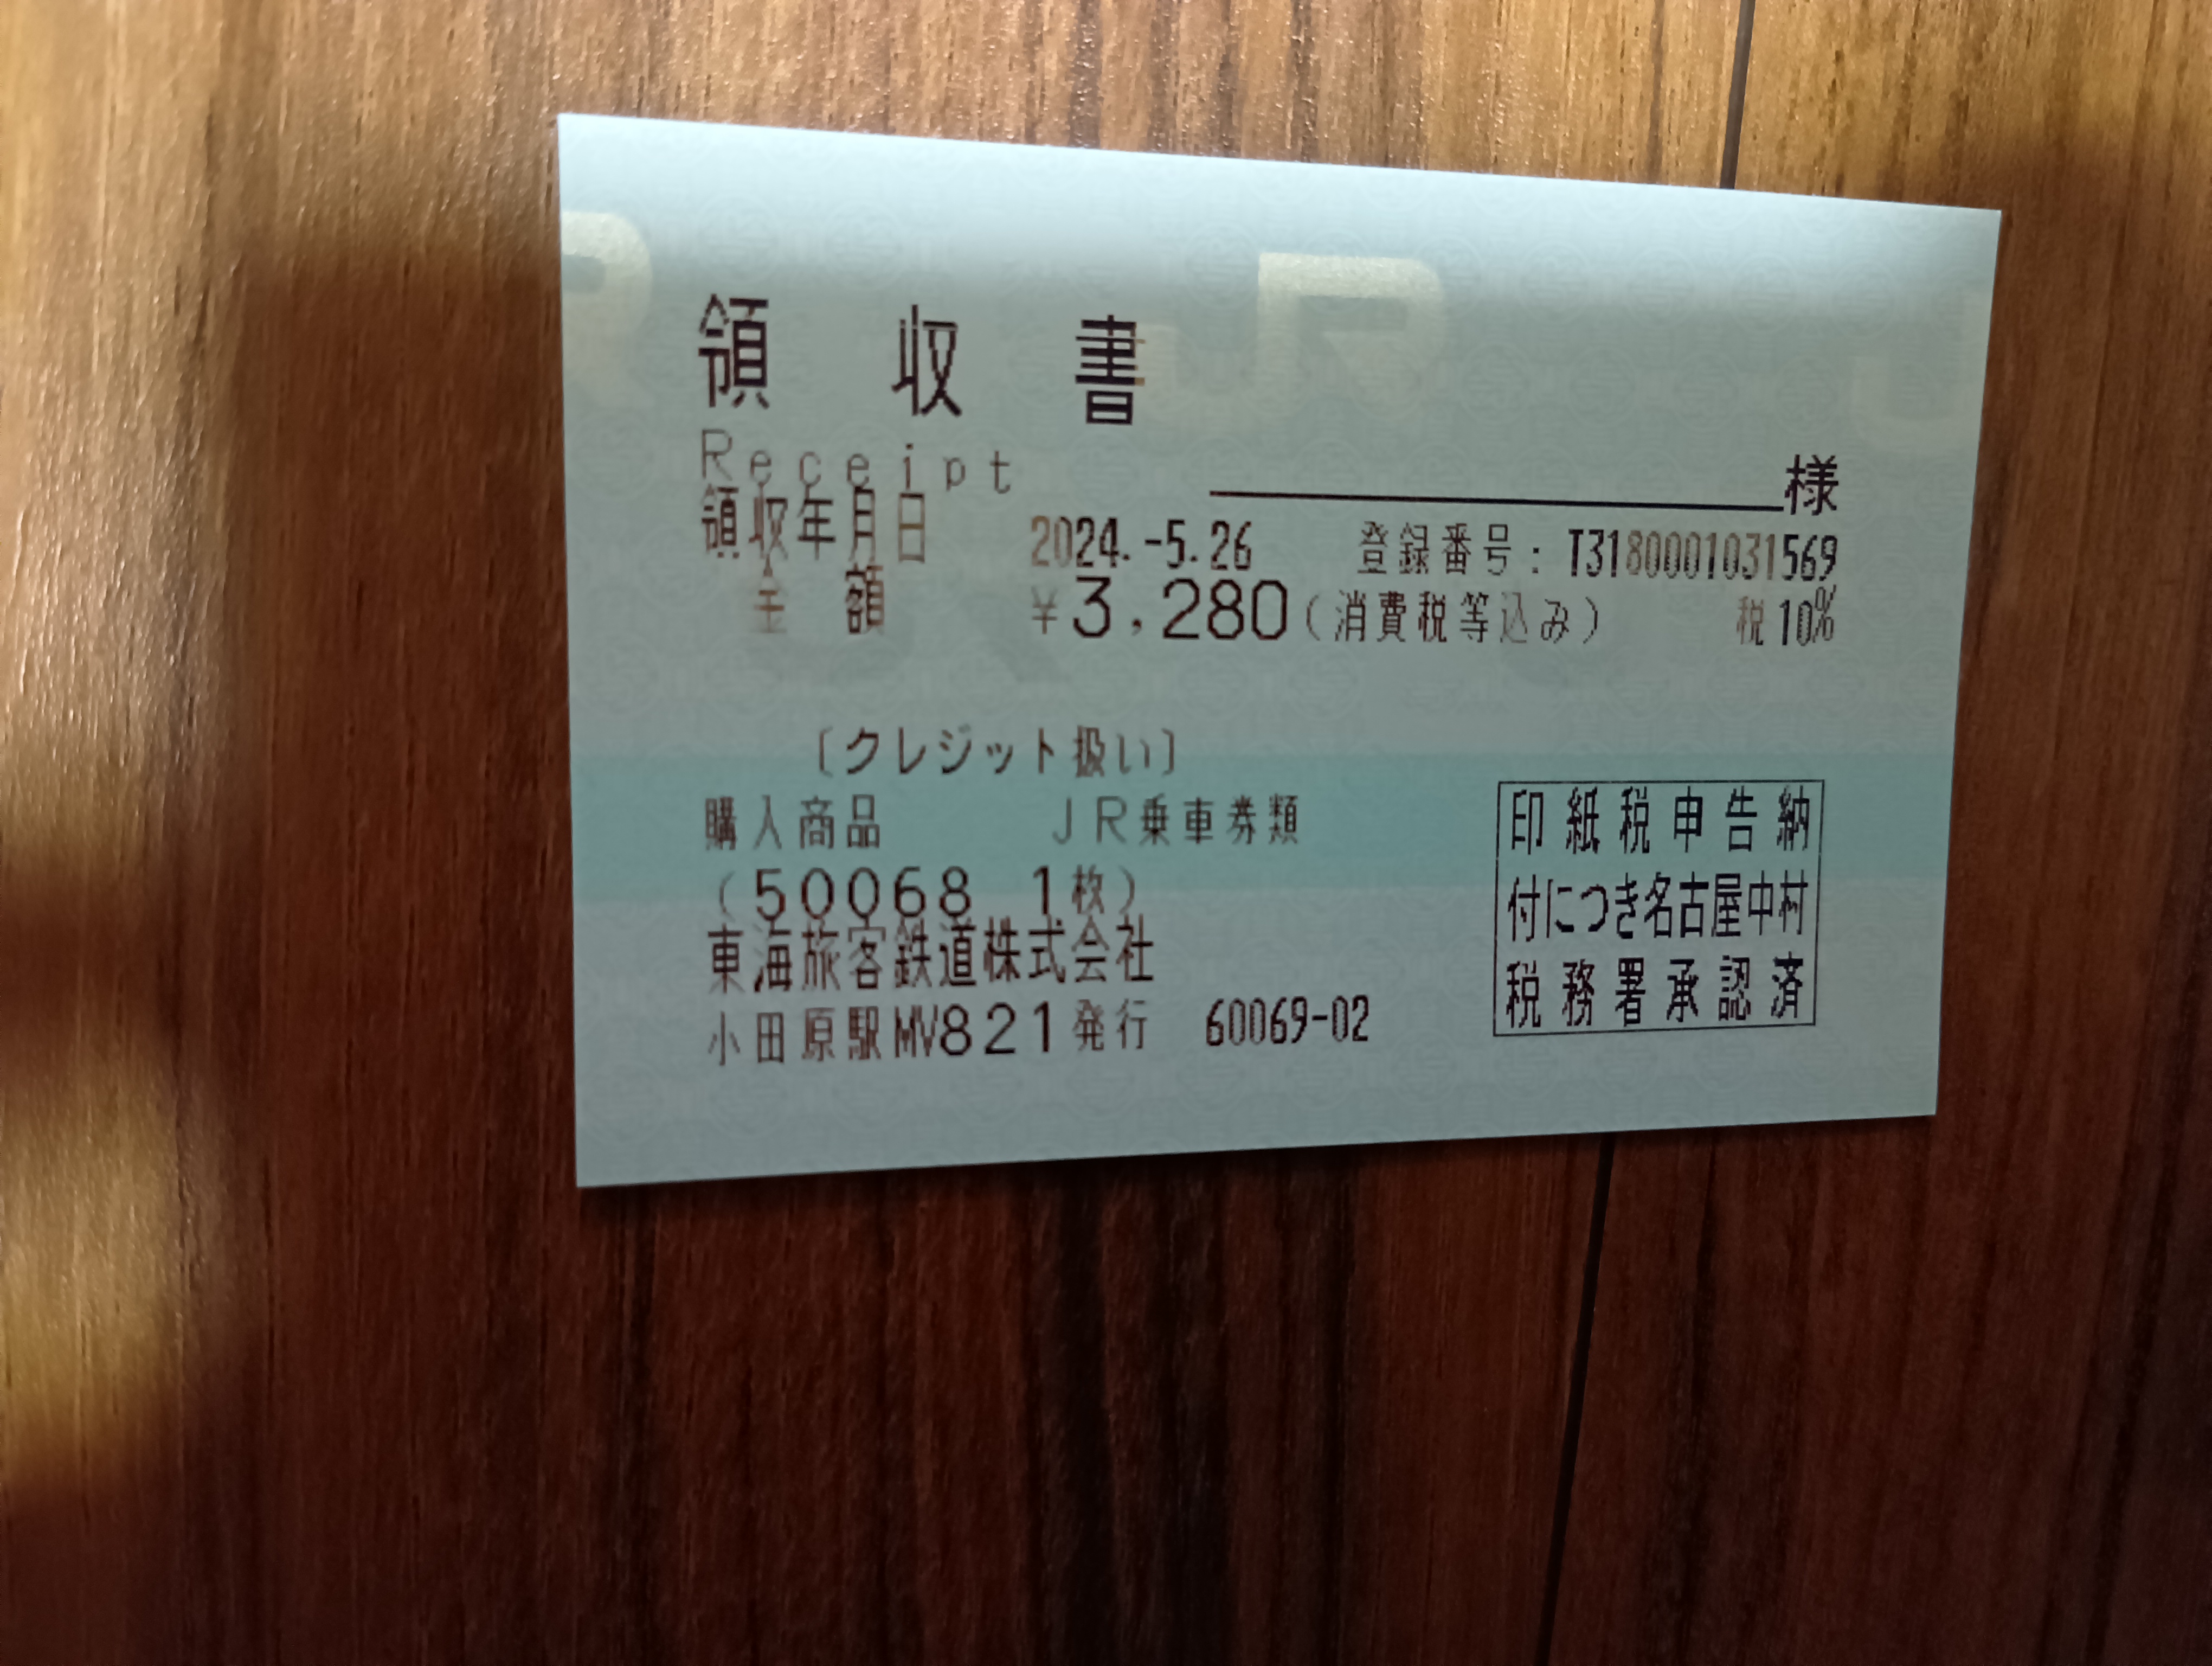 領収書
Receipt
様
領収年月日 2024.-5.26 登録番号:T3180001031569
金額 ¥3,280(消費税等込み) 税10%
〔クレジット扱い〕
購入商品 JR乗車券類
(50068 1枚)
東海旅客鉄道株式会社
小田原駅MV821発行 60069-02
印紙税申告納
付につき名古屋中村
税務署承認済
JR